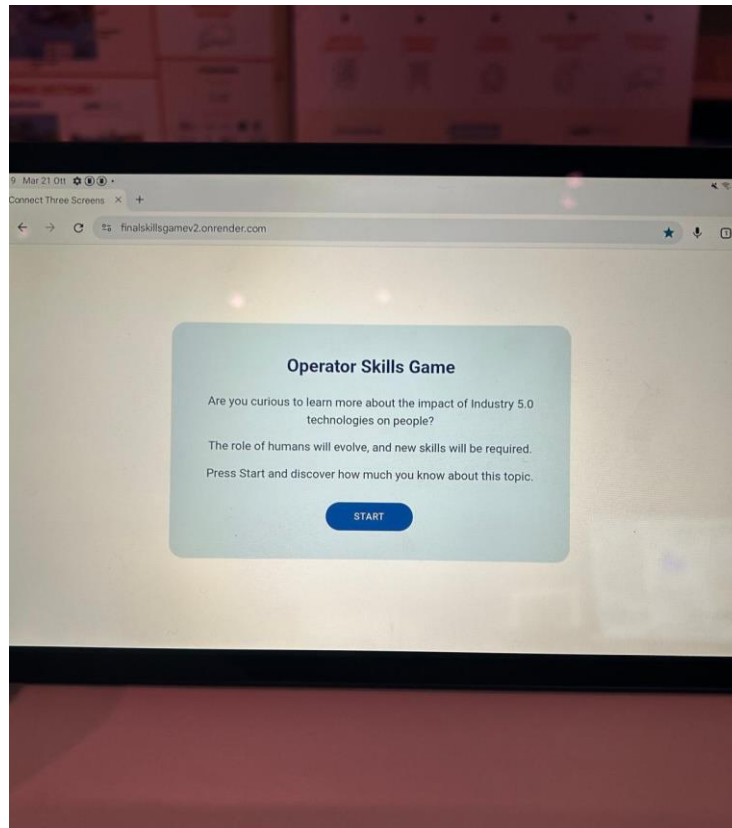 9 Mar 21 Ott
Connect Three Screens
finalskillsgamev2.onrender.com
Operator Skills Game
Are you curious to learn more about the impact of Industry 5.0
technologies on people?
The role of humans will evolve, and new skills will be required.
Press Start and discover how much you know about this topic.
START